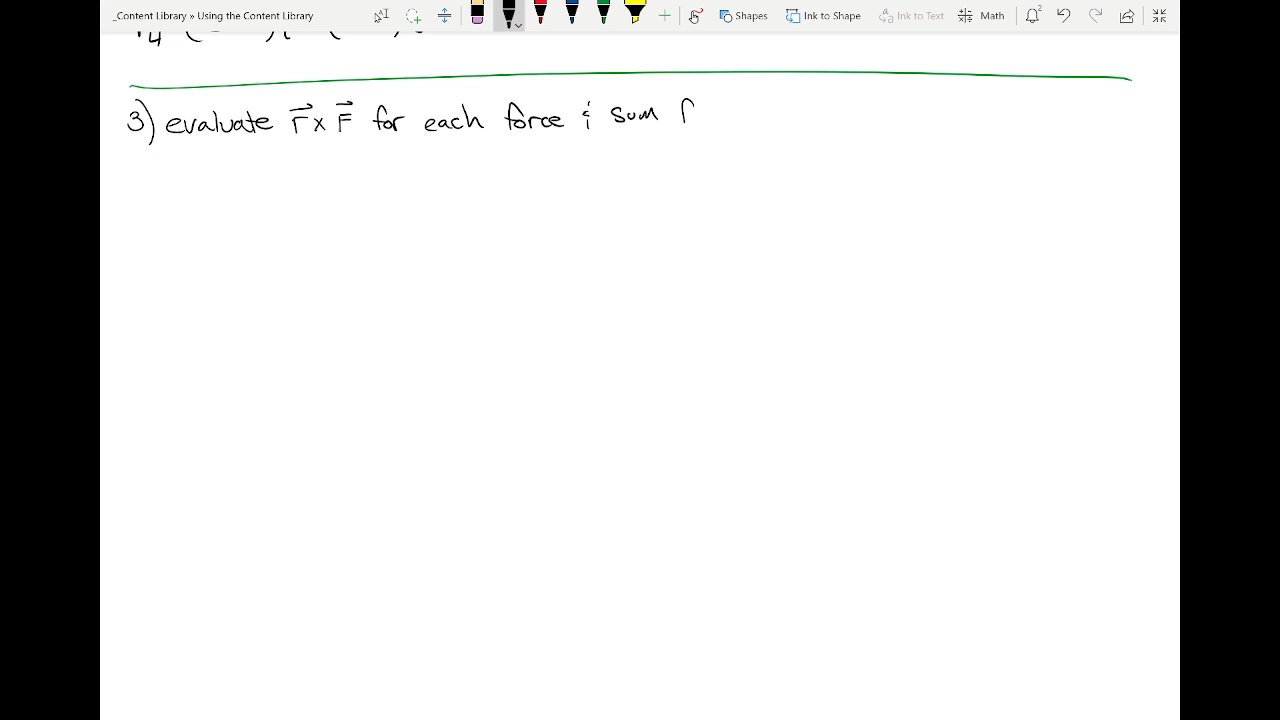 _Content Library » Using the Content Library
Shapes
Ink to Shape
Ink to Text
Math
2
3) evaluate r⃗ x F⃗ for each force & sum